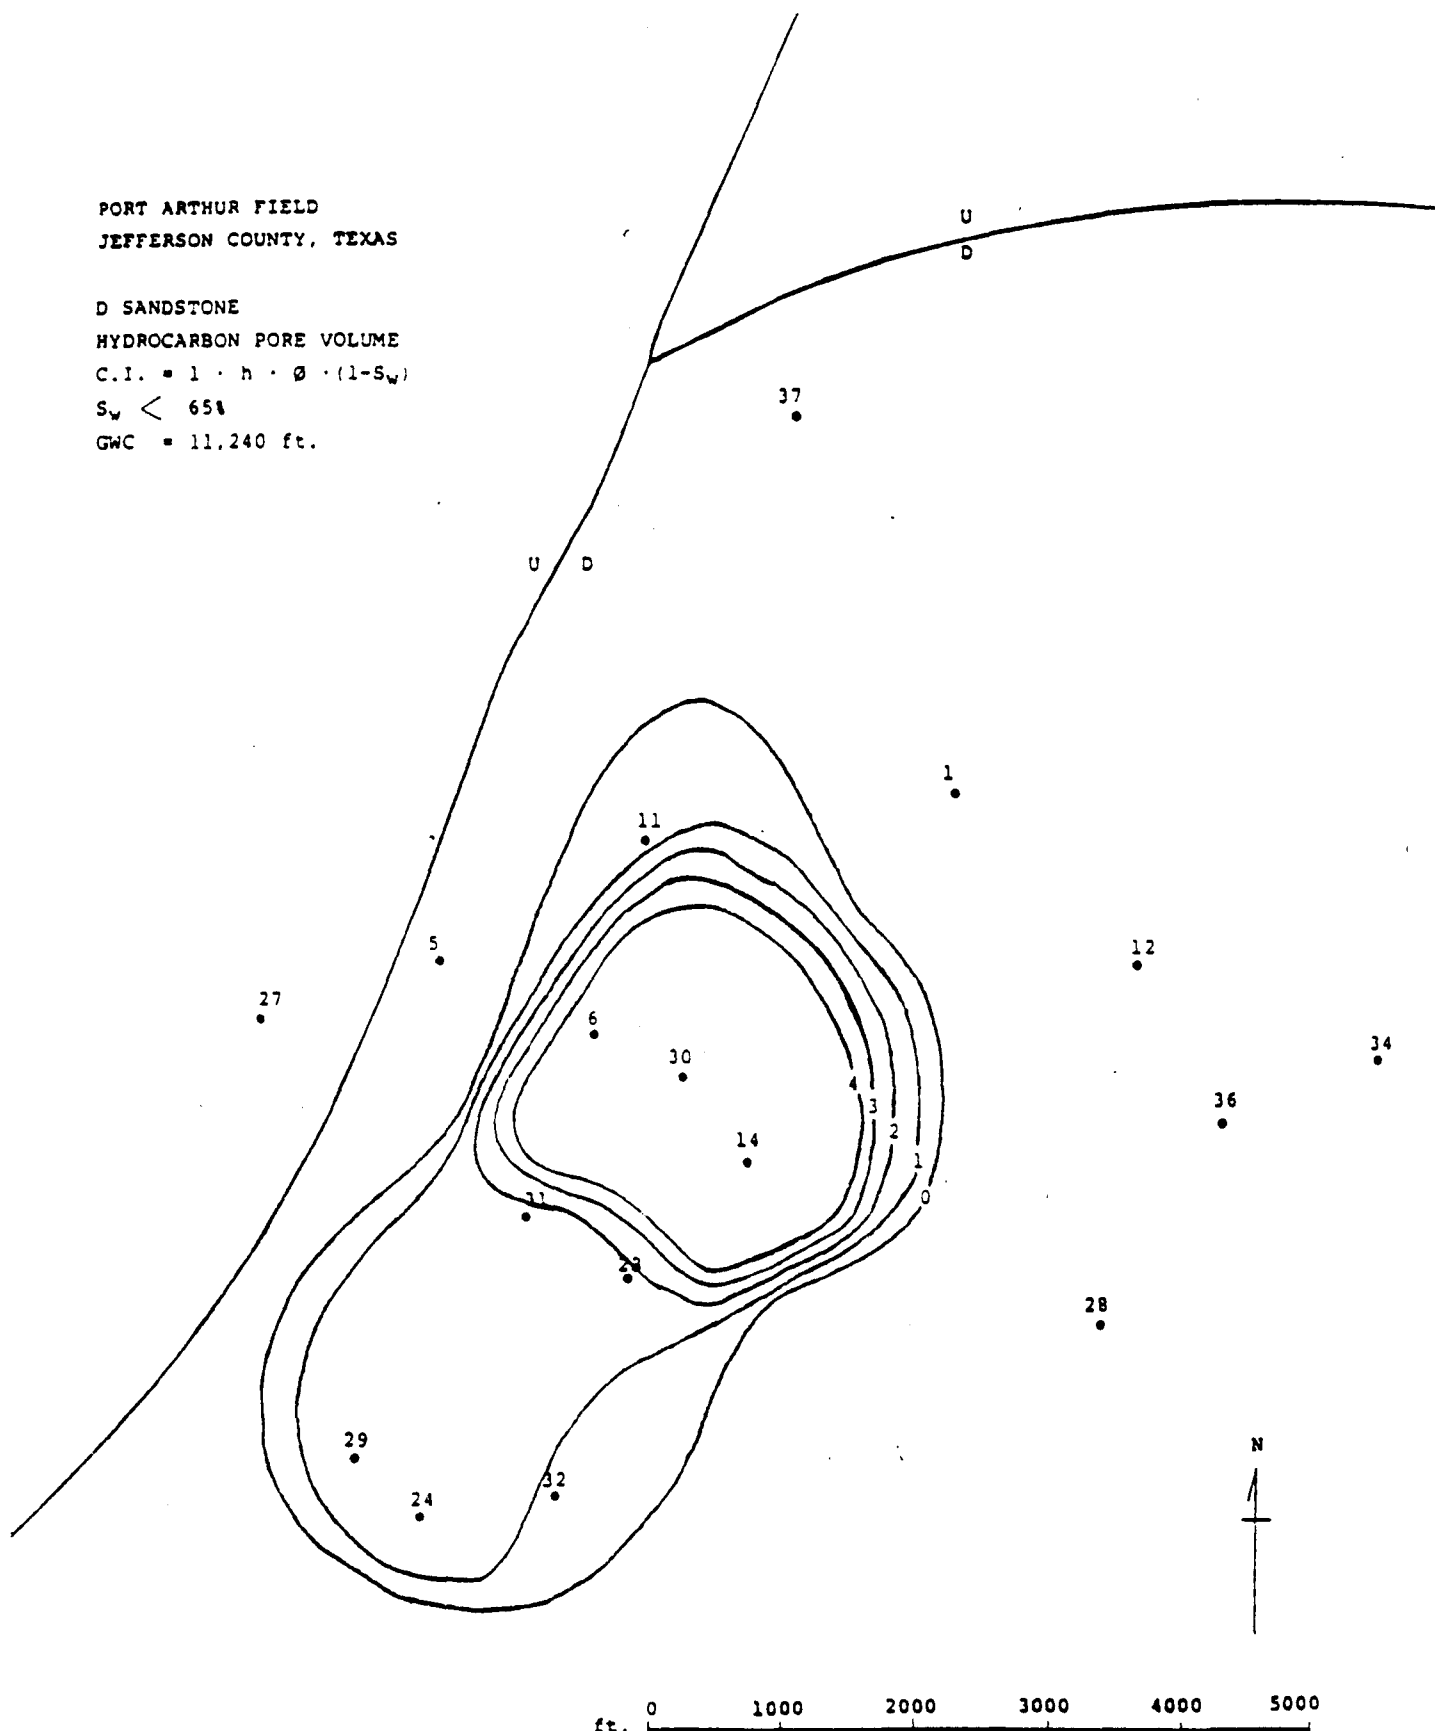 PORT ARTHUR FIELD
JEFFERSON COUNTY, TEXAS
D SANDSTONE
HYDROCARBON PORE VOLUME
C.I. = 1 · h · Ø · (1-Sw)
Sw < 65%
GWC = 11,240 ft.
U
D
37
U D
1
11
5
12
27
6
34
30
4
3
36
2
14
1
0
31
23
28
29
N
32
24
0 1000 2000 3000 4000 5000
ft.